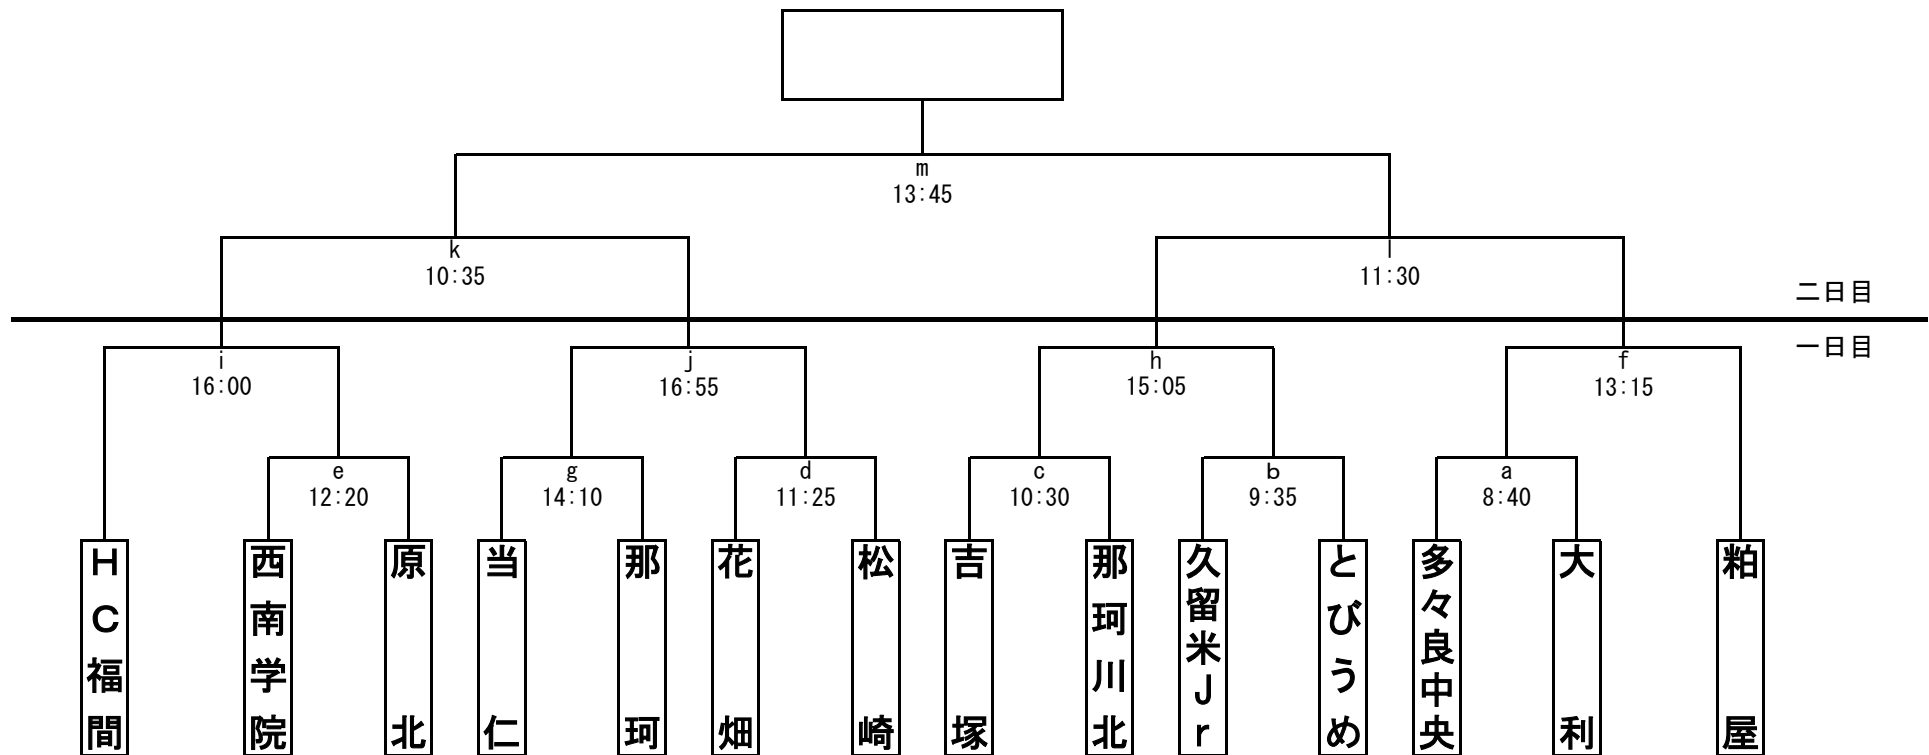 m
13:45
k
10:35
l
11:30
二日目
一日目
i
16:00
j
16:55
h
15:05
f
13:15
e
12:20
g
14:10
d
11:25
c
10:30
b
9:35
a
8:40
HC福間
西南学院
原北
当仁
那珂
花畑
松崎
吉塚
那珂川北
久留米Jr
とびうめ
多々良中央
大利
粕屋